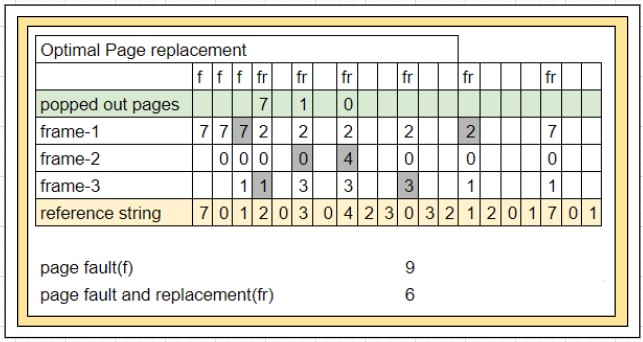 Optimal Page replacement
f f f fr fr fr fr fr fr
popped out pages 7 1 0
frame-1 7 7 7 2 2 2 2 2 7
frame-2 0 0 0 0 4 0 0 0
frame-3 1 1 3 3 3 1 1
reference string 7 0 1 2 0 3 0 4 2 3 0 3 2 1 2 0 1 7 0 1
page fault(f) 9
page fault and replacement(fr) 6